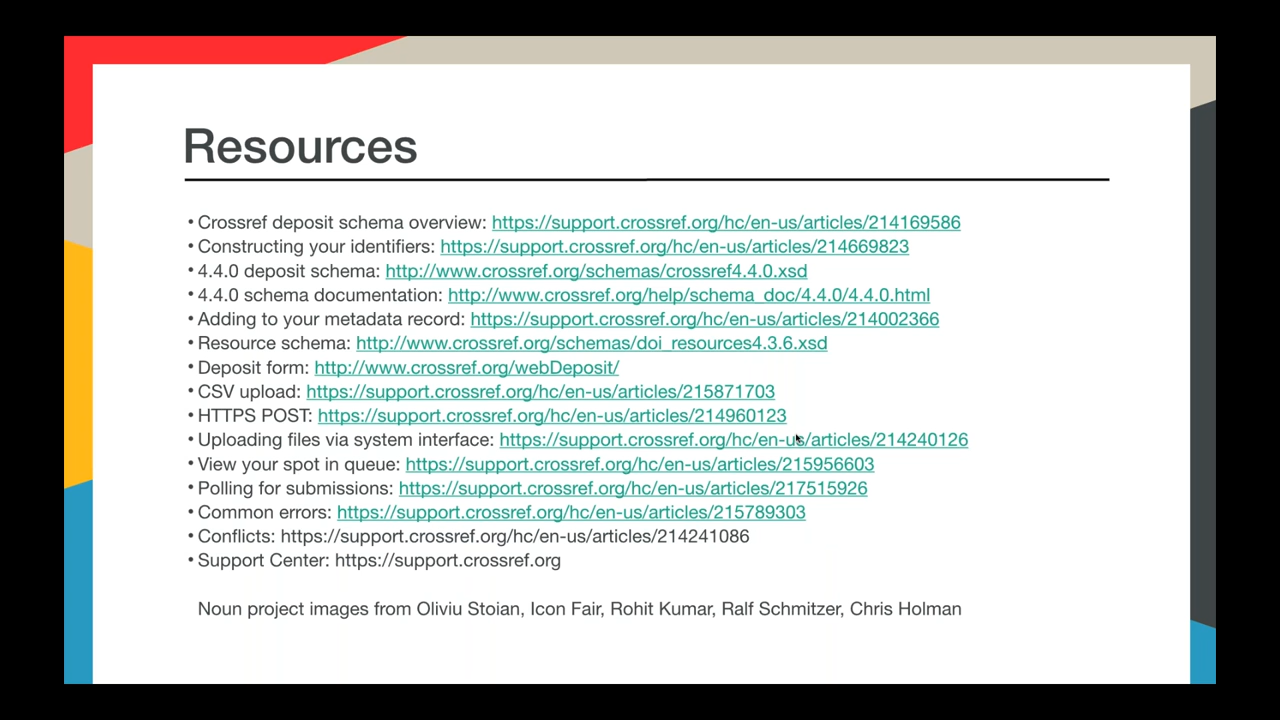 Resources
• Crossref deposit schema overview: https://support.crossref.org/hc/en-us/articles/214169586
• Constructing your identifiers: https://support.crossref.org/hc/en-us/articles/214669823
• 4.4.0 deposit schema: http://www.crossref.org/schemas/crossref4.4.0.xsd
• 4.4.0 schema documentation: http://www.crossref.org/help/schema_doc/4.4.0/4.4.0.html
• Adding to your metadata record: https://support.crossref.org/hc/en-us/articles/214002366
• Resource schema: http://www.crossref.org/schemas/doi_resources4.3.6.xsd
• Deposit form: http://www.crossref.org/webDeposit/
• CSV upload: https://support.crossref.org/hc/en-us/articles/215871703
• HTTPS POST: https://support.crossref.org/hc/en-us/articles/214960123
• Uploading files via system interface: https://support.crossref.org/hc/en-us/articles/214240126
• View your spot in queue: https://support.crossref.org/hc/en-us/articles/215956603
• Polling for submissions: https://support.crossref.org/hc/en-us/articles/217515926
• Common errors: https://support.crossref.org/hc/en-us/articles/215789303
• Conflicts: https://support.crossref.org/hc/en-us/articles/214241086
• Support Center: https://support.crossref.org
Noun project images from Oliviu Stoian, Icon Fair, Rohit Kumar, Ralf Schmitzer, Chris Holman